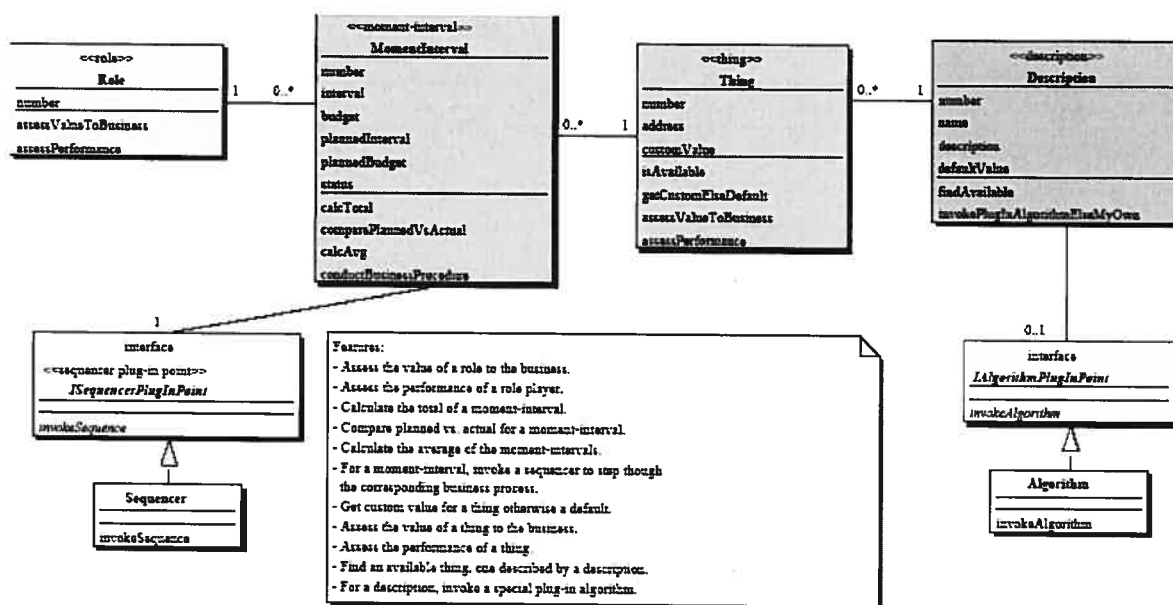 <<role>>
Role
number
assessValueToBusiness
assessPerformance
1
0..*
<<moment-interval>>
MomentInterval
number
interval
budget
plannedInterval
plannedBudget
status
calcTotal
comparePlannedVsActual
calcAvg
conductBusinessProcedure
0..*
1
<<thing>>
Thing
number
address
customValue
isAvailable
getCustomElseDefault
assessValueToBusiness
assessPerformance
0..*
1
<<description>>
Description
number
name
description
defaultValue
findAvailable
invokePlugInAlgorithmElseMyOwn
1
interface
<<sequencer plug-in point>>
ISequencerPlugInPoint
invokeSequence
Sequencer
invokeSequence
Features:
- Assess the value of a role to the business.
- Assess the performance of a role player.
- Calculate the total of a moment-interval.
- Compare planned vs. actual for a moment-interval.
- Calculate the average of the moment-intervals.
- For a moment-interval, invoke a sequencer to step though
the corresponding business process.
- Get custom value for a thing otherwise a default.
- Assess the value of a thing to the business.
- Assess the performance of a thing.
- Find an available thing, one described by a description.
- For a description, invoke a special plug-in algorithm.
0..1
interface
IAlgorithmPlugInPoint
invokeAlgorithm
Algorithm
invokeAlgorithm